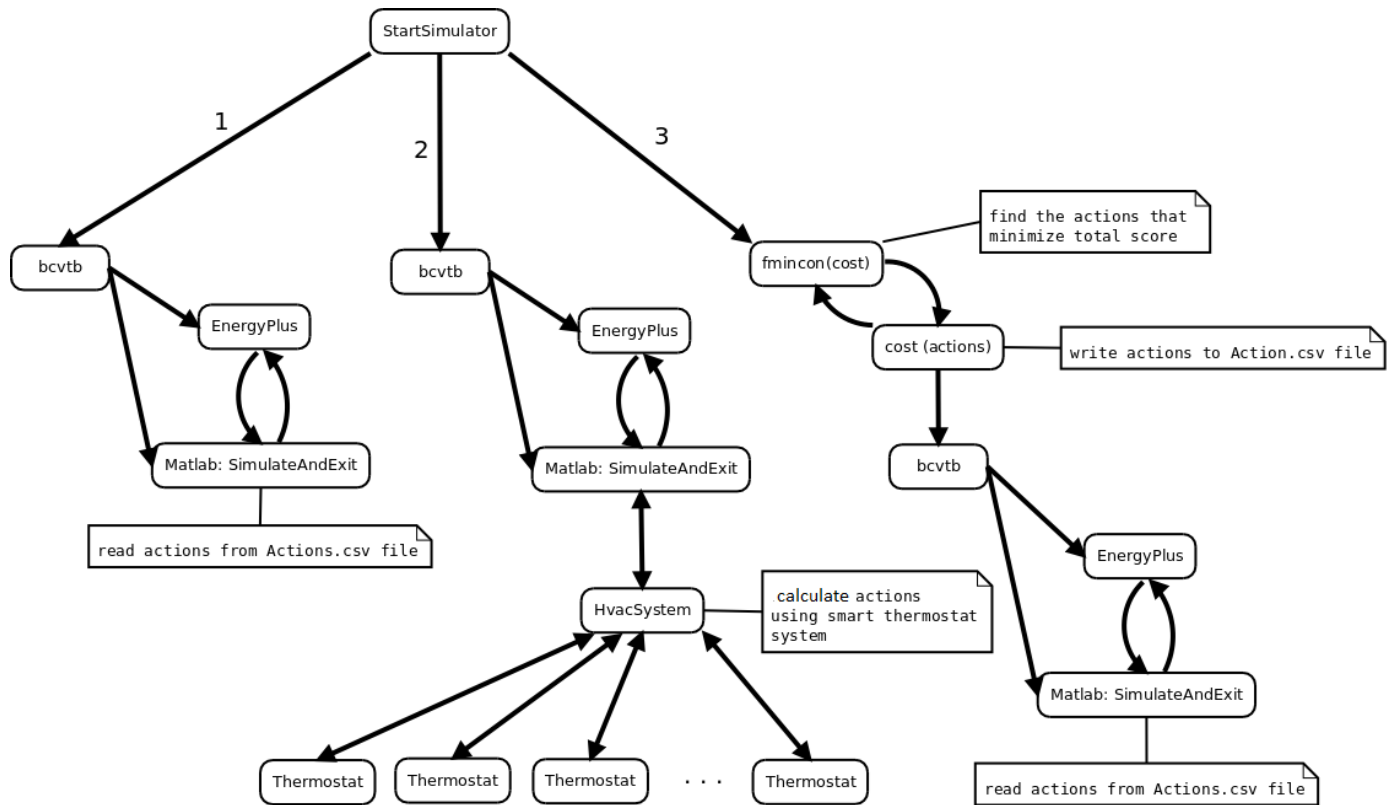 StartSimulator
1
2
3
find the actions that
minimize total score
bcvtb
bcvtb
fmincon(cost)
EnergyPlus
EnergyPlus
cost (actions)
write actions to Action.csv file
Matlab: SimulateAndExit
Matlab: SimulateAndExit
bcvtb
read actions from Actions.csv file
EnergyPlus
HvacSystem
calculate actions
using smart thermostat
system
Matlab: SimulateAndExit
Thermostat
Thermostat
Thermostat
. . .
Thermostat
read actions from Actions.csv file